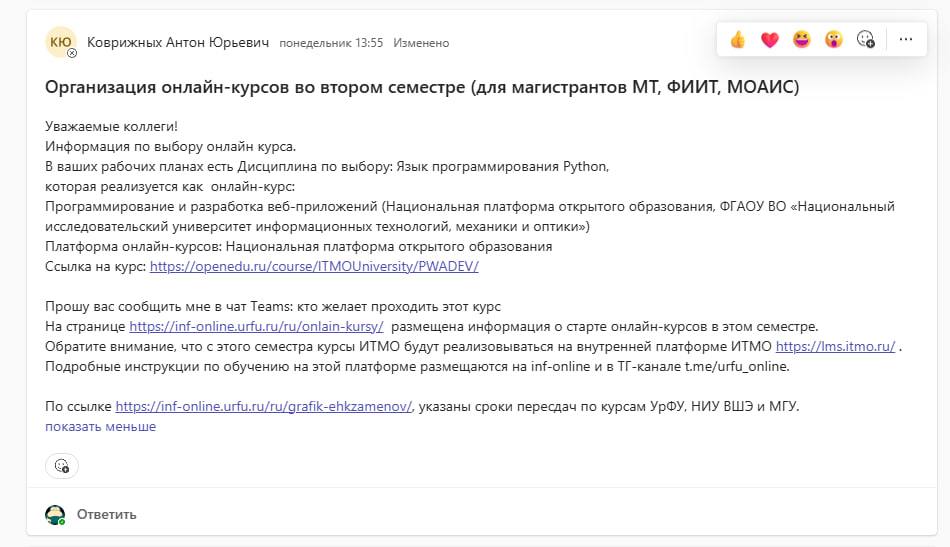 КЮ
Коврижных Антон Юрьевич понедельник 13:55 Изменено
Организация онлайн-курсов во втором семестре (для магистрантов МТ, ФИИТ, МОАИС)
Уважаемые коллеги!
Информация по выбору онлайн курса.
В ваших рабочих планах есть Дисциплина по выбору: Язык программирования Python,
которая реализуется как онлайн-курс:
Программирование и разработка веб-приложений (Национальная платформа открытого образования, ФГАОУ ВО «Национальный
исследовательский университет информационных технологий, механики и оптики»)
Платформа онлайн-курсов: Национальная платформа открытого образования
Ссылка на курс: https://openedu.ru/course/ITMOUniversity/PWADEV/
Прошу вас сообщить мне в чат Teams: кто желает проходить этот курс
На странице https://inf-online.urfu.ru/ru/onlain-kursy/ размещена информация о старте онлайн-курсов в этом семестре.
Обратите внимание, что с этого семестра курсы ИТМО будут реализовываться на внутренней платформе ИТМО https://lms.itmo.ru/ .
Подробные инструкции по обучению на этой платформе размещаются на inf-online и в ТГ-канале t.me/urfu_online.
По ссылке https://inf-online.urfu.ru/ru/grafik-ehkzamenov/, указаны сроки пересдач по курсам УрФУ, НИУ ВШЭ и МГУ.
показать меньше
Ответить